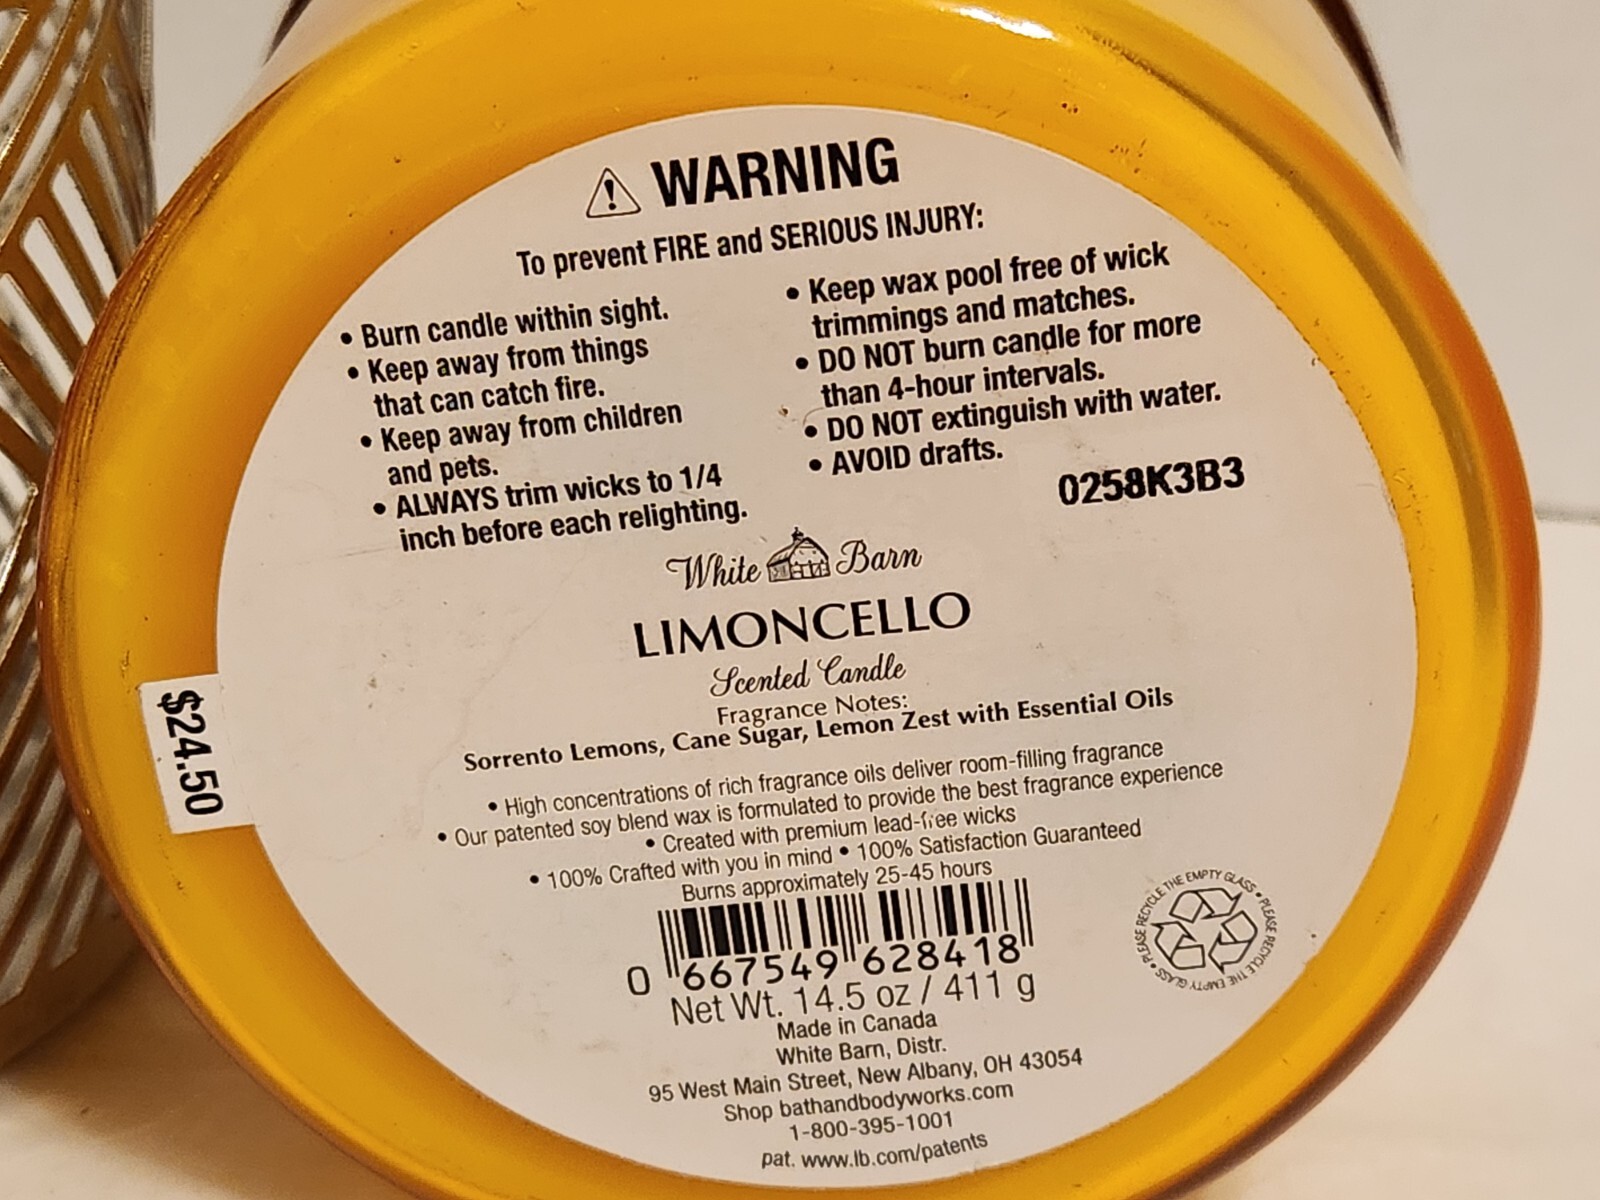 WARNING
To prevent FIRE and SERIOUS INJURY:
• Burn candle within sight.
• Keep away from things
that can catch fire.
• Keep away from children
and pets.
• ALWAYS trim wicks to 1/4
inch before each relighting.
• Keep wax pool free of wick
trimmings and matches.
• DO NOT burn candle for more
than 4-hour intervals.
• DO NOT extinguish with water.
• AVOID drafts.
0258K3B3
White Barn
LIMONCELLO
Scented Candle
Fragrance Notes:
Sorrento Lemons, Cane Sugar, Lemon Zest with Essential Oils
• High concentrations of rich fragrance oils deliver room-filling fragrance
• Our patented soy blend wax is formulated to provide the best fragrance experience
• Created with premium lead-free wicks
• 100% Crafted with you in mind • 100% Satisfaction Guaranteed
Burns approximately 25-45 hours
0 667549 628418
Net Wt. 14.5 oz / 411 g
Made in Canada
White Barn, Distr.
95 West Main Street, New Albany, OH 43054
Shop bathandbodyworks.com
1-800-395-1001
pat. www.lb.com/patents
$24.50
PLEASE RECYCLE THE EMPTY GLASS • PLEASE RECYCLE THE EMPTY GLASS •